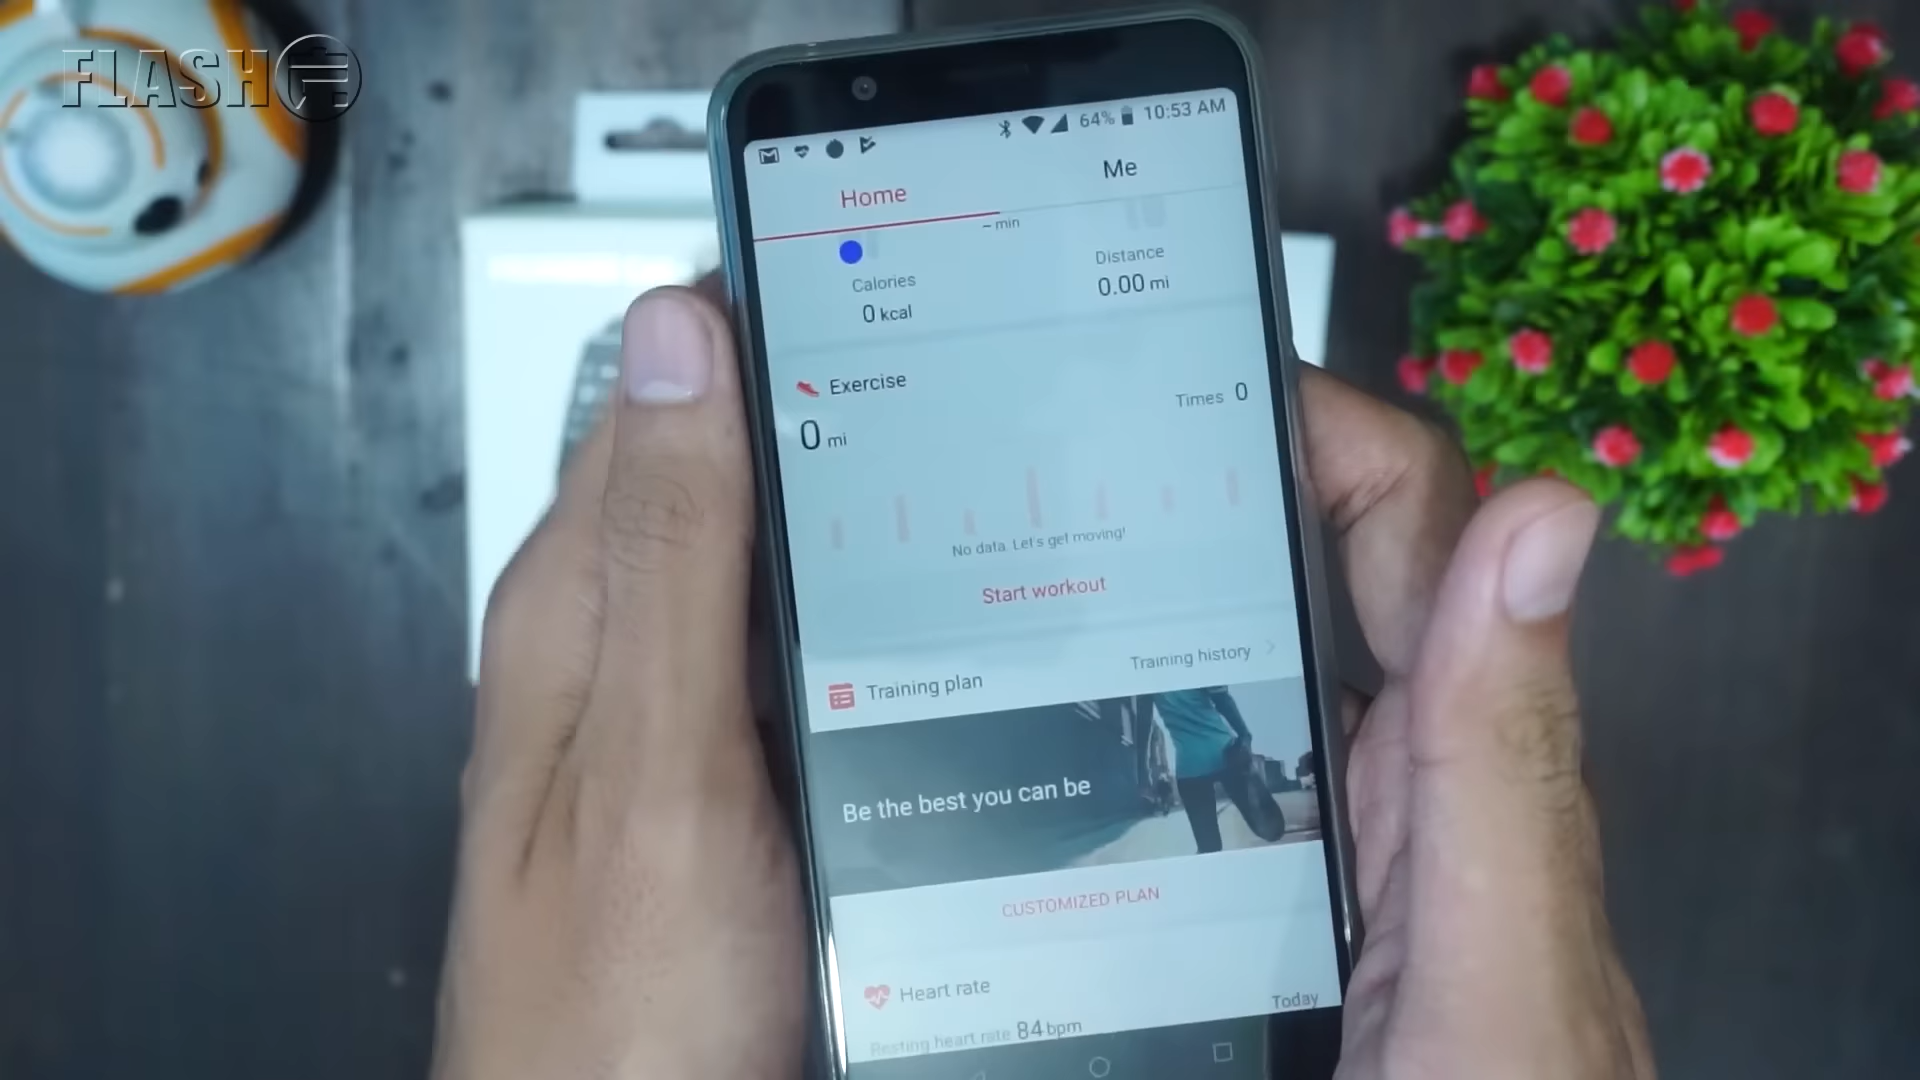 FLASH
64% 10:53 AM
Home
Me
– min
Calories
0 kcal
Distance
0.00 mi
Exercise
0 mi
Times 0
No data. Let's get moving!
Start workout
Training plan
Training history
Be the best you can be
CUSTOMIZED PLAN
Heart rate
Today
Resting heart rate 84 bpm